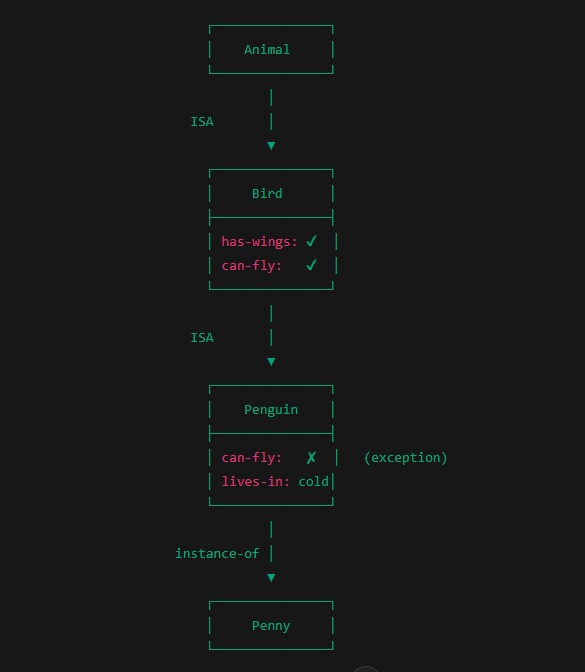 Animal
ISA
Bird
has-wings: ✓
can-fly: ✓
ISA
Penguin
can-fly: ✗ (exception)
lives-in: cold
instance-of
Penny